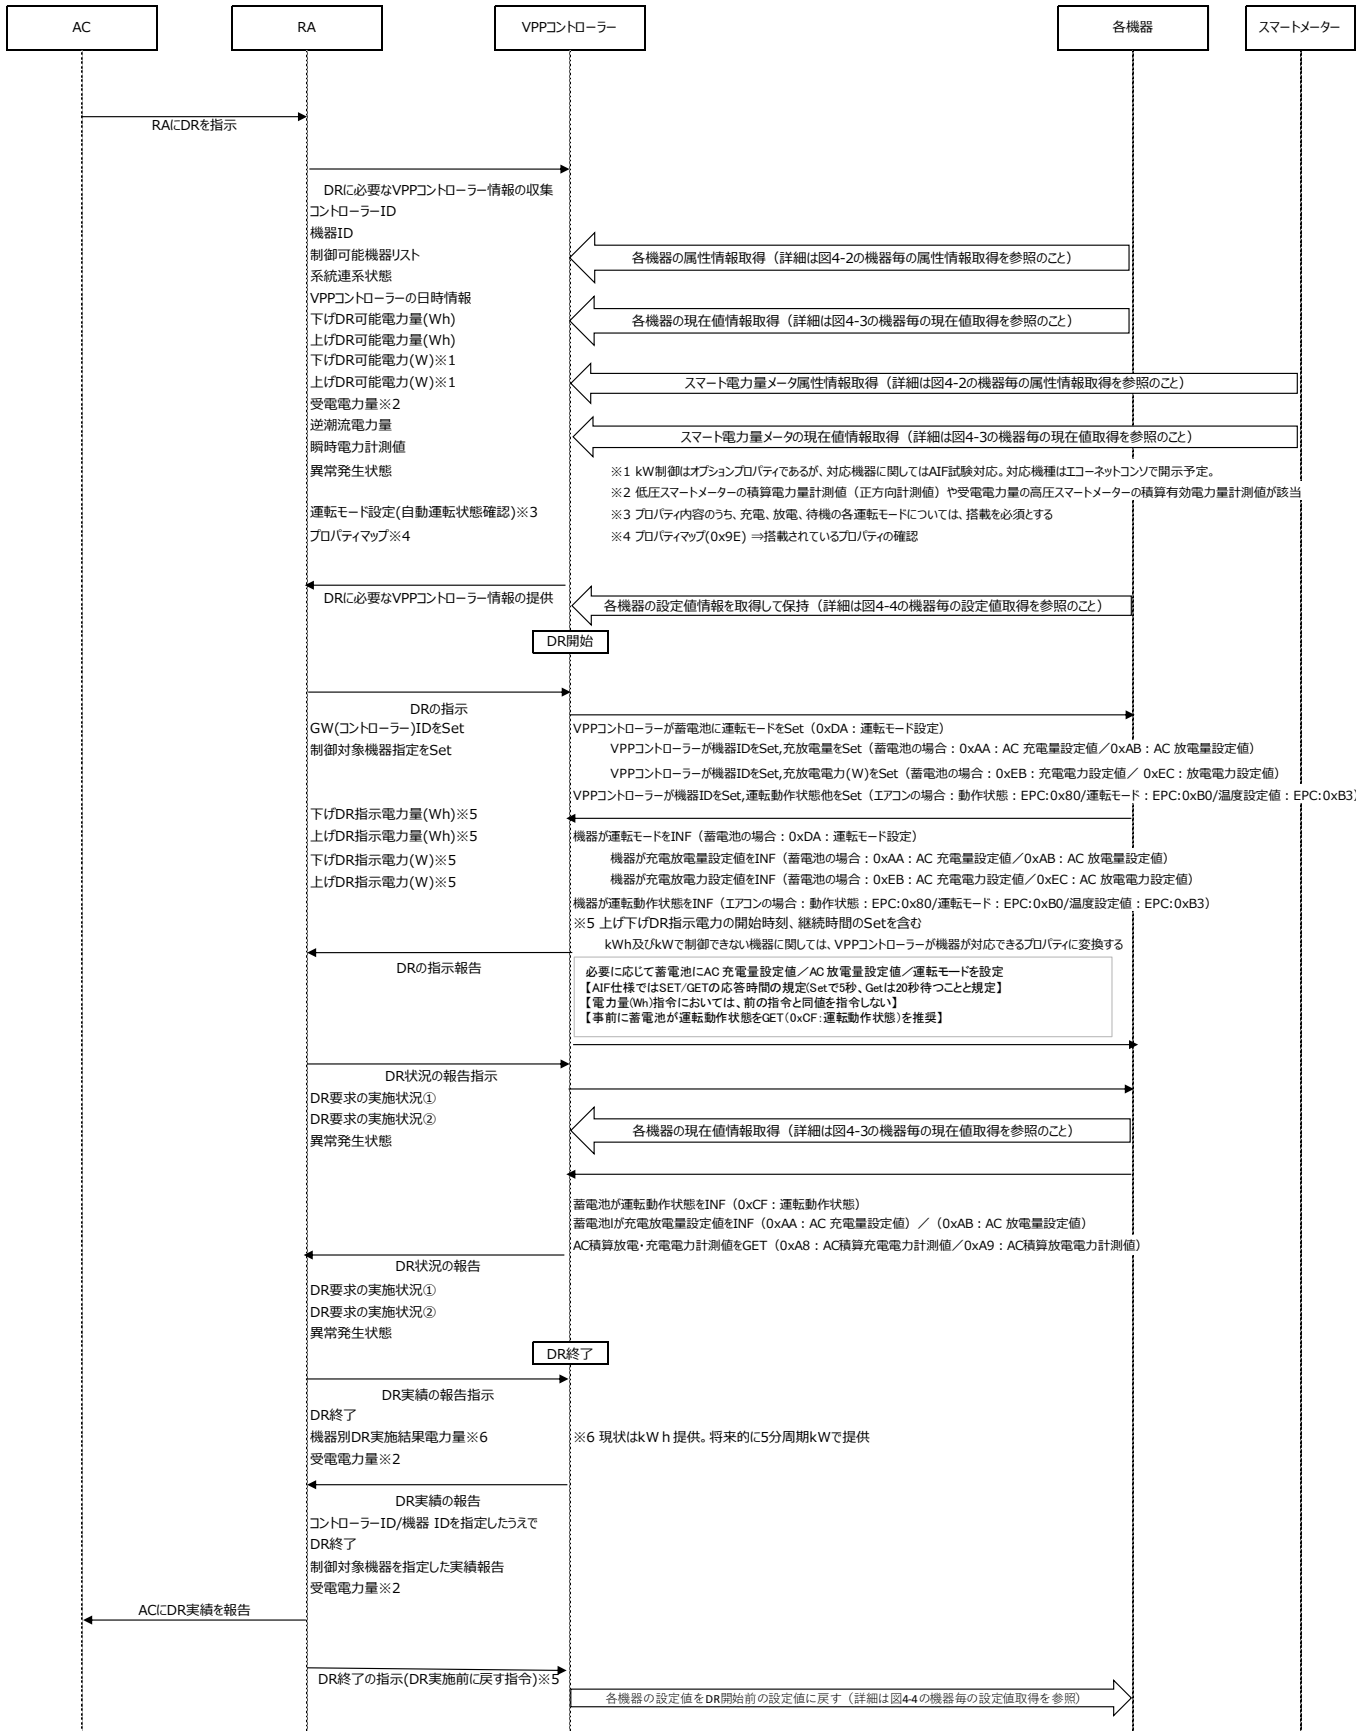 AC
RA
VPPコントローラー
各機器
スマートメーター
RAにDRを指示
DRに必要なVPPコントローラー情報の収集
コントローラーID
機器ID
制御可能機器リスト
各機器の属性情報取得（詳細は図4-2の機器毎の属性情報取得を参照のこと）
系統連系状態
VPPコントローラーの日時情報
下げDR可能電力量(Wh)
各機器の現在値情報取得（詳細は図4-3の機器毎の現在値取得を参照のこと）
上げDR可能電力量(Wh)
下げDR可能電力(W)※1
上げDR可能電力(W)※1
スマート電力量メータ属性情報取得（詳細は図4-2の機器毎の属性情報取得を参照のこと）
受電電力量※2
逆潮流電力量
スマート電力量メータの現在値情報取得（詳細は図4-3の機器毎の現在値取得を参照のこと）
瞬時電力計測値
異常発生状態
※1 kW制御はオプションプロパティであるが、対応機器に関してはAIF試験対応。対応機種はエコーネットコンソで開示予定。
※2 低圧スマートメーターの積算電力量計測値（正方向計測値）や受電電力量の高圧スマートメーターの積算有効電力量計測値が該当
運転モード設定(自動運転状態確認)※3
※3 プロパティ内容のうち、充電、放電、待機の各運転モードについては、搭載を必須とする
プロパティマップ※4
※4 プロパティマップ(0x9E) ⇒搭載されているプロパティの確認
DRに必要なVPPコントローラー情報の提供
各機器の設定値情報を取得して保持（詳細は図4-4の機器毎の設定値取得を参照のこと）
DR開始
DRの指示
GW(コントローラー)IDをSet
VPPコントローラーが蓄電池に運転モードをSet（0xDA：運転モード設定）
制御対象機器指定をSet
VPPコントローラーが機器IDをSet,充放電量をSet（蓄電池の場合：0xAA：AC 充電量設定値／0xAB：AC 放電量設定値）
VPPコントローラーが機器IDをSet,充放電電力(W)をSet（蓄電池の場合：0xEB：充電電力設定値／ 0xEC：放電電力設定値）
VPPコントローラーが機器IDをSet,運転動作状態他をSet（エアコンの場合：動作状態：EPC:0x80/運転モード：EPC:0xB0/温度設定値：EPC:0xB3）
下げDR指示電力量(Wh)※5
上げDR指示電力量(Wh)※5
機器が運転モードをINF（蓄電池の場合：0xDA：運転モード設定）
下げDR指示電力(W)※5
機器が充電放電量設定値をINF（蓄電池の場合：0xAA：AC 充電量設定値／0xAB：AC 放電量設定値）
上げDR指示電力(W)※5
機器が充放電力設定値をINF（蓄電池の場合：0xEB：AC 充電電力設定値／0xEC：AC 放電電力設定値）
機器が運転動作状態をINF（エアコンの場合：動作状態：EPC:0x80/運転モード：EPC:0xB0/温度設定値：EPC:0xB3）
※5 上げ下げDR指示電力の開始時刻、継続時間のSetを含む
kWh及びkWで制御できない機器に関しては、VPPコントローラーが機器が対応できるプロパティに変換する
DRの指示報告
必要に応じて蓄電池にAC 充電量設定値／AC 放電量設定値／運転モードを設定
【AIF仕様ではSET/GETの応答時間の規定(Setで5秒、Getは20秒待つことと規定】
【電力量(Wh)指令においては、前の指令と同値を指令しない】
【事前に蓄電池が運転動作状態をGET（0xCF：運転動作状態）を推奨】
DR状況の報告指示
DR要求の実施状況①
DR要求の実施状況②
各機器の現在値情報取得（詳細は図4-3の機器毎の現在値取得を参照のこと）
異常発生状態
蓄電池が運転動作状態をINF（0xCF：運転動作状態）
蓄電池lが充放電量設定値をINF（0xAA：AC 充電量設定値）／（0xAB：AC 放電量設定値）
AC積算放電・充電電力計測値をGET（0xA8：AC積算充電電力計測値／0xA9：AC積算放電電力計測値）
DR状況の報告
DR要求の実施状況①
DR要求の実施状況②
異常発生状態
DR終了
DR実績の報告指示
DR終了
機器別DR実施結果電力量※6
※6 現状はkＷｈ提供。将来的に5分周期kWで提供
受電電力量※2
DR実績の報告
コントローラーID/機器 IDを指定したうえで
DR終了
制御対象機器を指定した実績報告
受電電力量※2
ACにDR実績を報告
DR終了の指示(DR実施前に戻す指令)※5
各機器の設定値をDR開始前の設定値に戻す（詳細は図4-4の機器毎の設定値取得を参照）